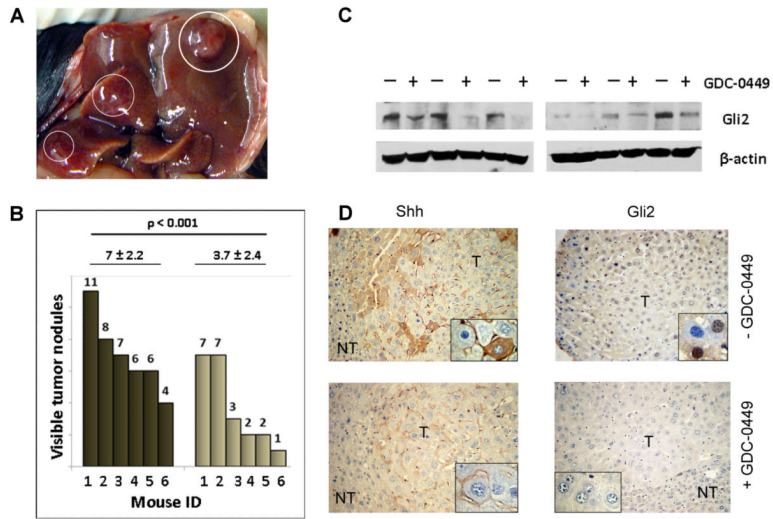 A
B
p < 0.001
7 ± 2.2 3.7 ± 2.4
Visible tumor nodules
11 8 7 6 6 4 7 7 3 2 2 1
1 2 3 4 5 6 1 2 3 4 5 6
Mouse ID
C
− + − + − + − + − + − + GDC-0449
Gli2
β-actin
D
Shh Gli2
T
NT
T
- GDC-0449
T
NT
T
NT
+ GDC-0449